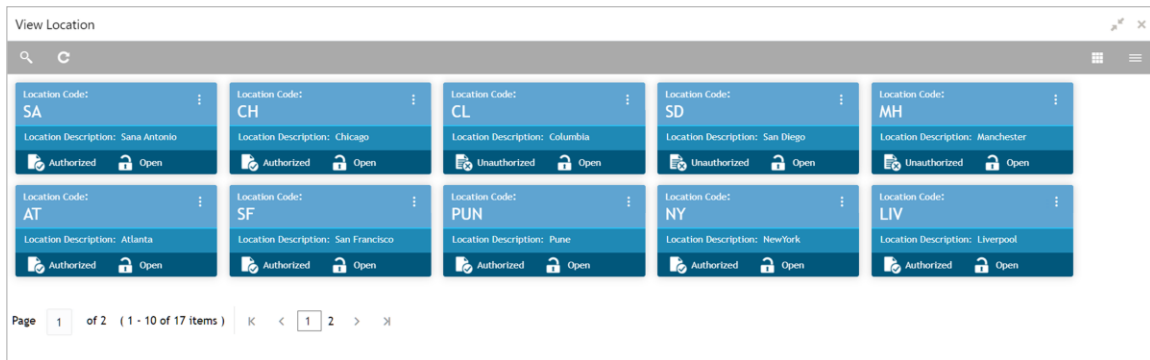 View Location
Location Code: Location Code: Location Code: Location Code: Location Code:
SA CH CL SD MH
Location Description: Sana Antonio Location Description: Chicago Location Description: Columbia Location Description: San Diego Location Description: Manchester
Authorized Open Authorized Open Unauthorized Open Unauthorized Open Unauthorized Open
Location Code: Location Code: Location Code: Location Code: Location Code:
AT SF PUN NY LIV
Location Description: Atlanta Location Description: San Francisco Location Description: Pune Location Description: NewYork Location Description: Liverpool
Authorized Open Authorized Open Authorized Open Authorized Open Authorized Open
Page 1 of 2 ( 1 - 10 of 17 items ) 1 2